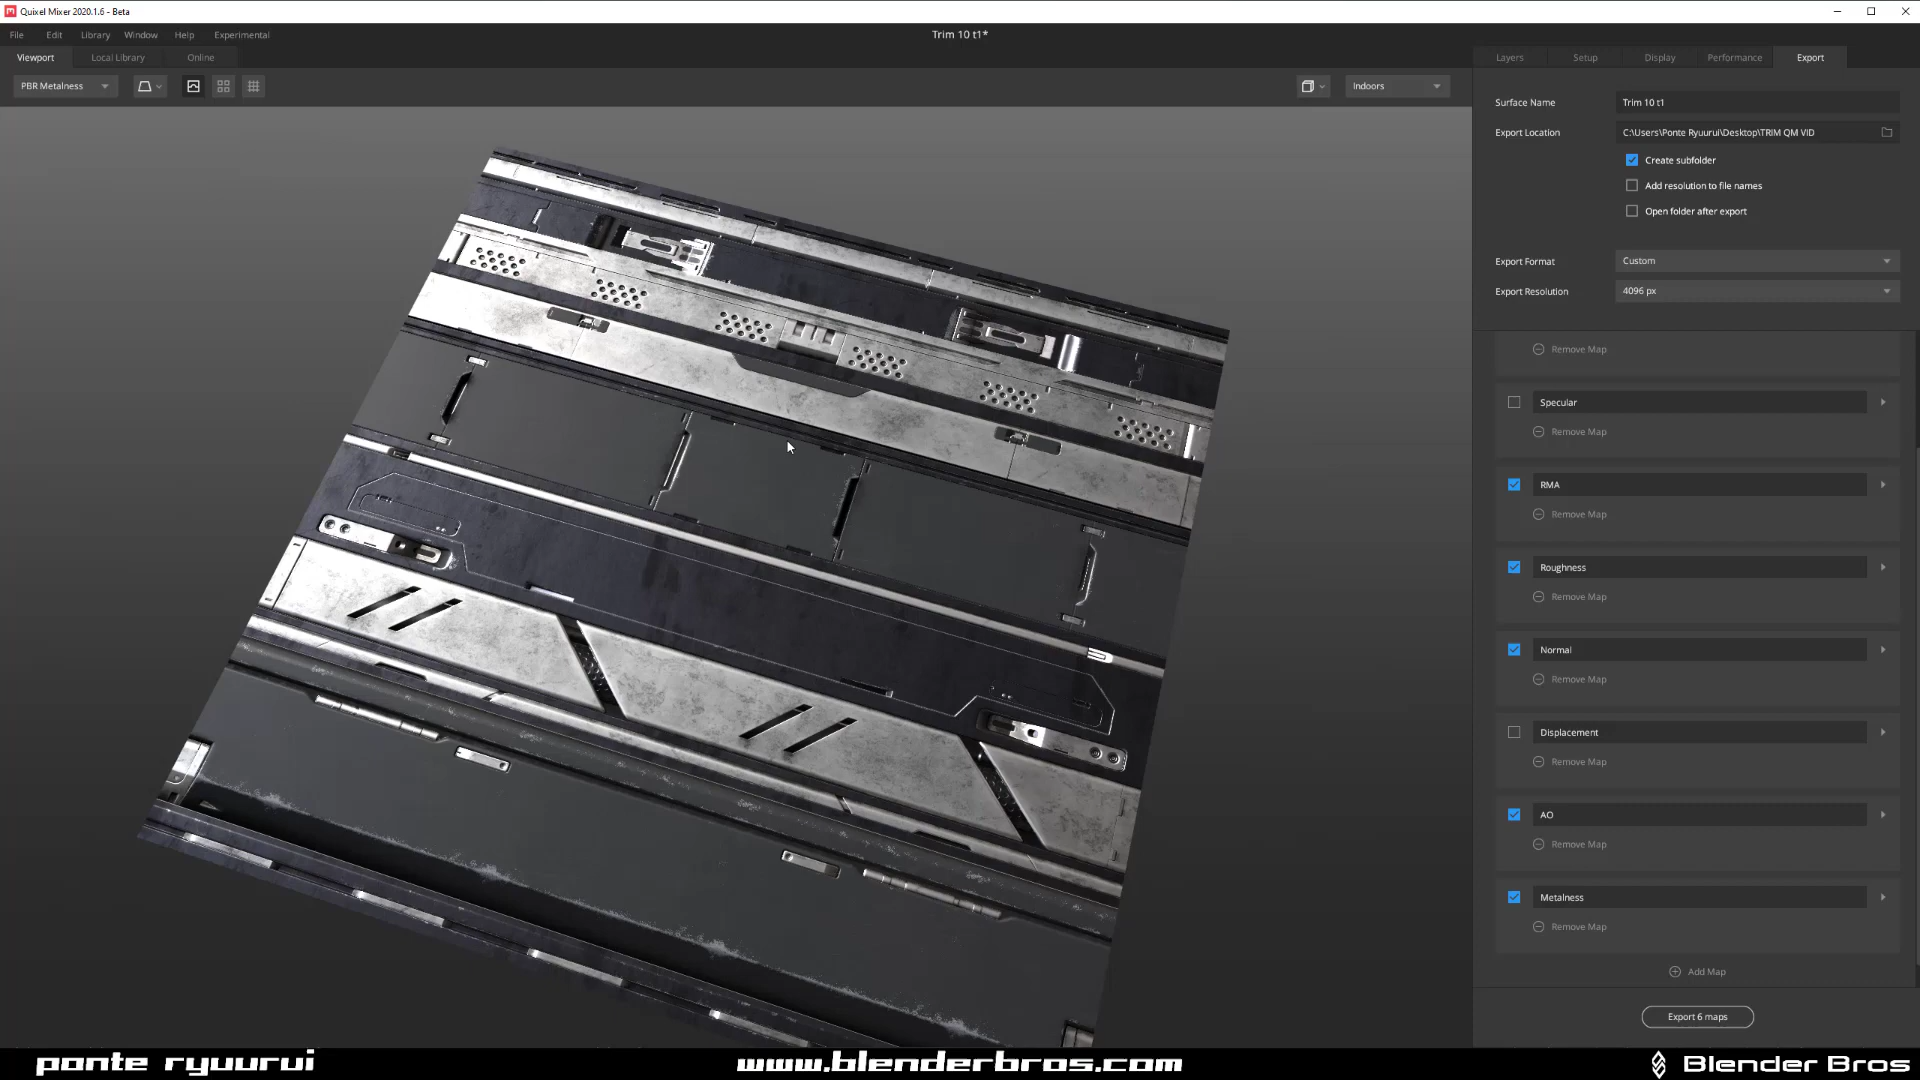 Quixel Mixer 2020.1.6 - Beta
File Edit Library Window Help Experimental
Trim 10 t1*
Viewport Local Library Online
Layers Setup Display Performance Export
PBR Metalness
Indoors
Surface Name Trim 10 t1
Export Location C:\Users\Ponte Ryuurui\Desktop\TRIM QM VID
Create subfolder
Add resolution to file names
Open folder after export
Export Format Custom
Export Resolution 4096 px
Remove Map
Specular
Remove Map
RMA
Remove Map
Roughness
Remove Map
Normal
Remove Map
Displacement
Remove Map
AO
Remove Map
Metalness
Remove Map
Add Map
Export 6 maps
ponte ryuurui www.blenderbros.com Blender Bros